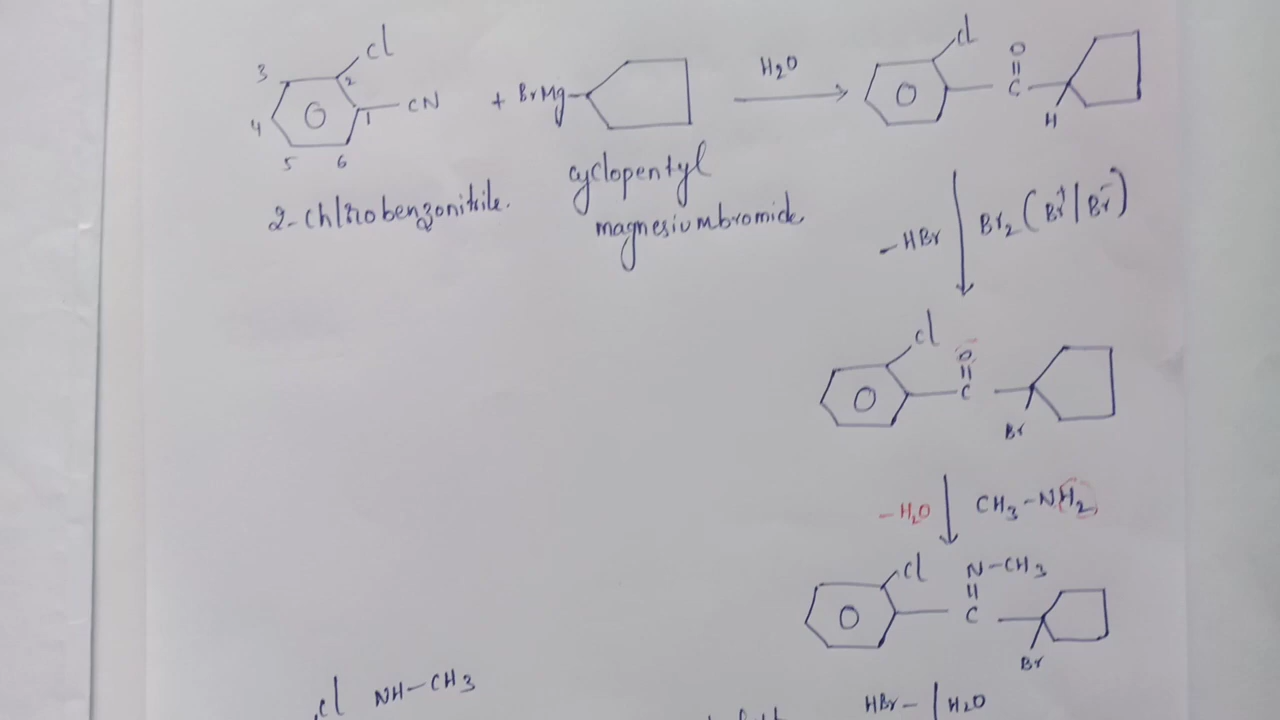 Cl
3
2
CN
1
4
5
6
+ BrMg
H2O
Cl
O
C
H
2-chlrobenzonitrile.
cyclopentyl
magnesiumbromide
-HBr
Br2 (Br+/Br-)
Cl
O
C
Br
-H2O
CH3-NH2
Cl
N-CH3
C
Br
Cl NH-CH3
HBr- H2O